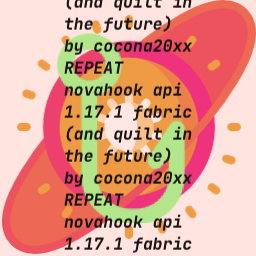 (and quilt in
the future)
by cocona20xx
REPEAT
novahook api
1.17.1 fabric
(and quilt in
the future)
by cocona20xx
REPEAT
novahook api
1.17.1 fabric